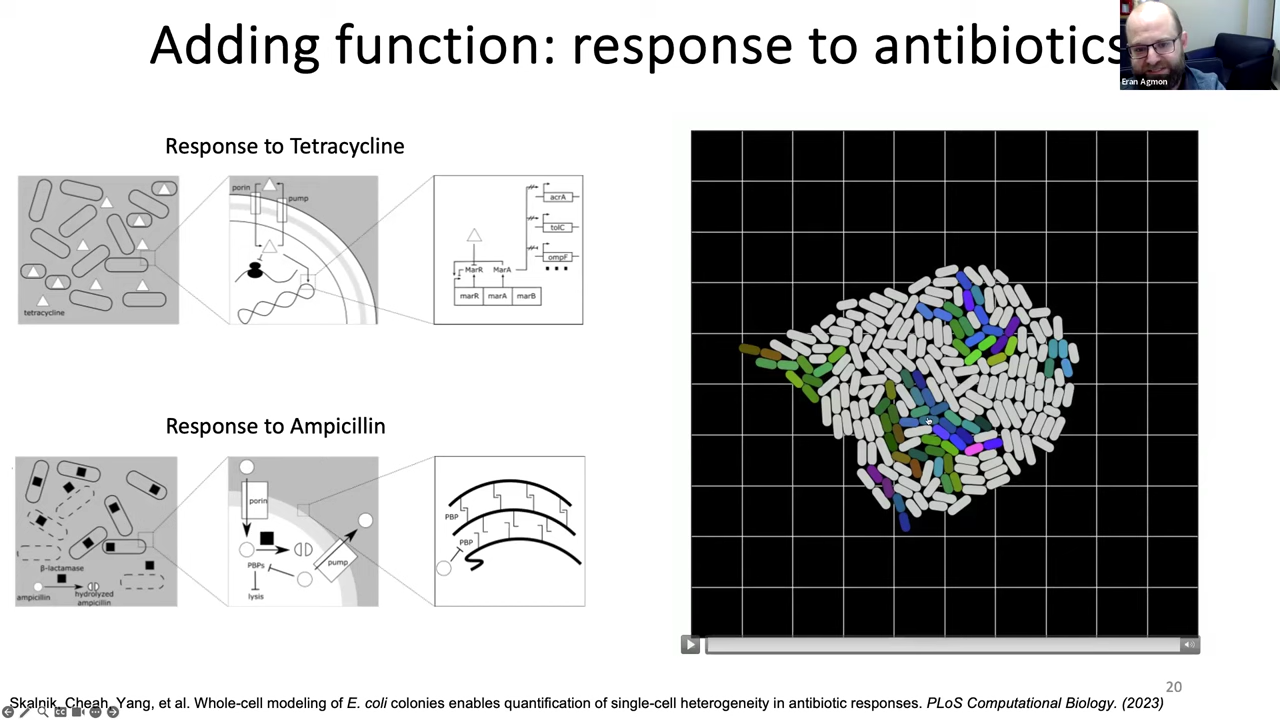 Adding function: response to antibiotics
Eran Agmon
Response to Tetracycline
tetracycline
porin
pump
MarR
MarA
marR
marA
marB
acrA
tolC
ompF
Response to Ampicillin
β-lactamase
ampicillin
hydrolyzed
ampicillin
porin
PBPs
lysis
pump
PBP
PBP
20
Skalnik, Cheah, Yang, et al. Whole-cell modeling of E. coli colonies enables quantification of single-cell heterogeneity in antibiotic responses. PLoS Computational Biology. (2023)